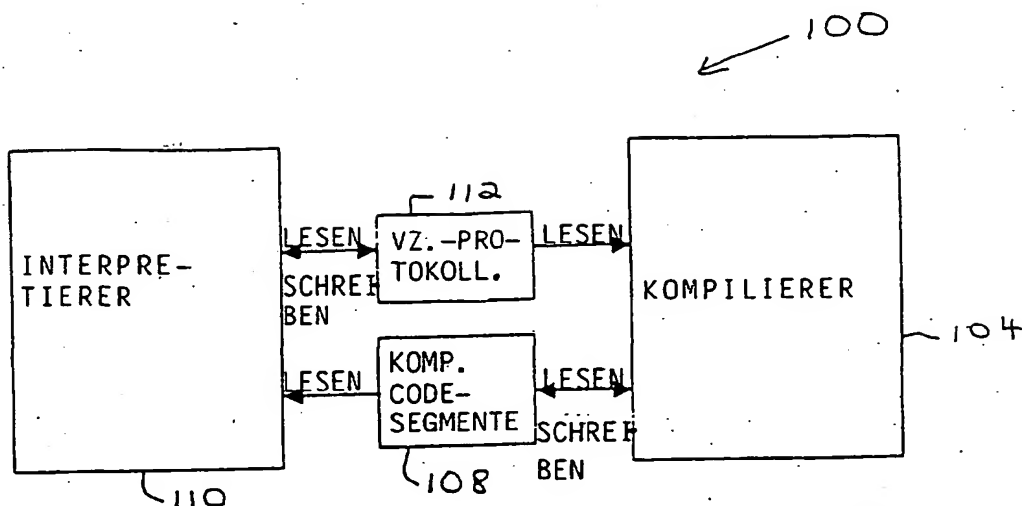 100
112
LESEN
VZ.-PRO-
TOKOLL.
LESEN
INTERPRE-
TIERER
SCHREI
BEN
KOMPILIERER
104
LESEN
KOMP.
CODE-
SEGMENTE
LESEN
SCHREI
BEN
108
110